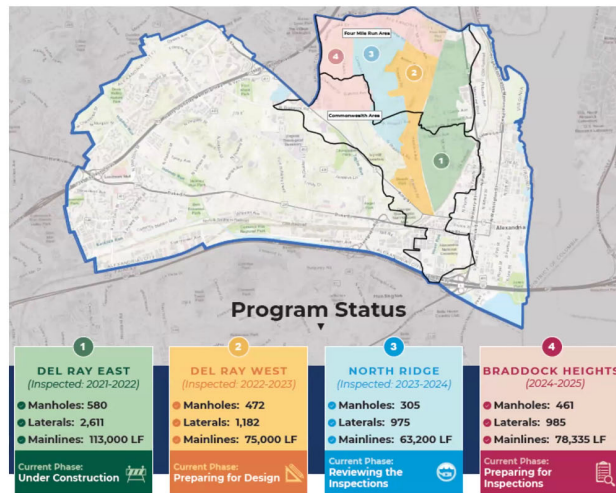 Four Mile Run Area
4
3
2
Commonwealth Area
1
Alexandria
Program Status
1
DEL RAY EAST
(Inspected: 2021-2022)
Manholes: 580
Laterals: 2,611
Mainlines: 113,000 LF
Current Phase:
Under Construction
2
DEL RAY WEST
(Inspected: 2022-2023)
Manholes: 472
Laterals: 1,182
Mainlines: 75,000 LF
Current Phase:
Preparing for Design
3
NORTH RIDGE
(Inspected: 2023-2024)
Manholes: 305
Laterals: 975
Mainlines: 63,200 LF
Current Phase:
Reviewing the
Inspections
4
BRADDOCK HEIGHTS
(2024-2025)
Manholes: 461
Laterals: 985
Mainlines: 78,335 LF
Current Phase:
Preparing for
Inspections